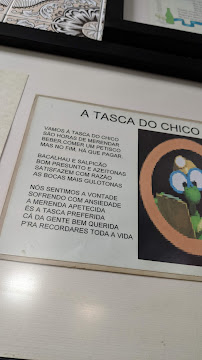 A TASCA DO CHICO
VAMOS À TASCA DO CHICO
SÃO HORAS DE MERENDAR
BEBER, COMER UM PETISCO
MAS NO FIM, HÁ QUE PAGAR.
BACALHAU E SALPICÃO
BOM PRESUNTO E AZEITONAS
SATISFAZEM COM RAZÃO
AS BOCAS MAIS GULOTONAS
NÓS SENTIMOS A VONTADE
SOFRENDO COM ANSIEDADE
A MERENDA APETECIDA
ÉS A TASCA PREFERIDA
CÁ DA GENTE BEM QUERIDA
P'RA RECORDARES TODA A VIDA